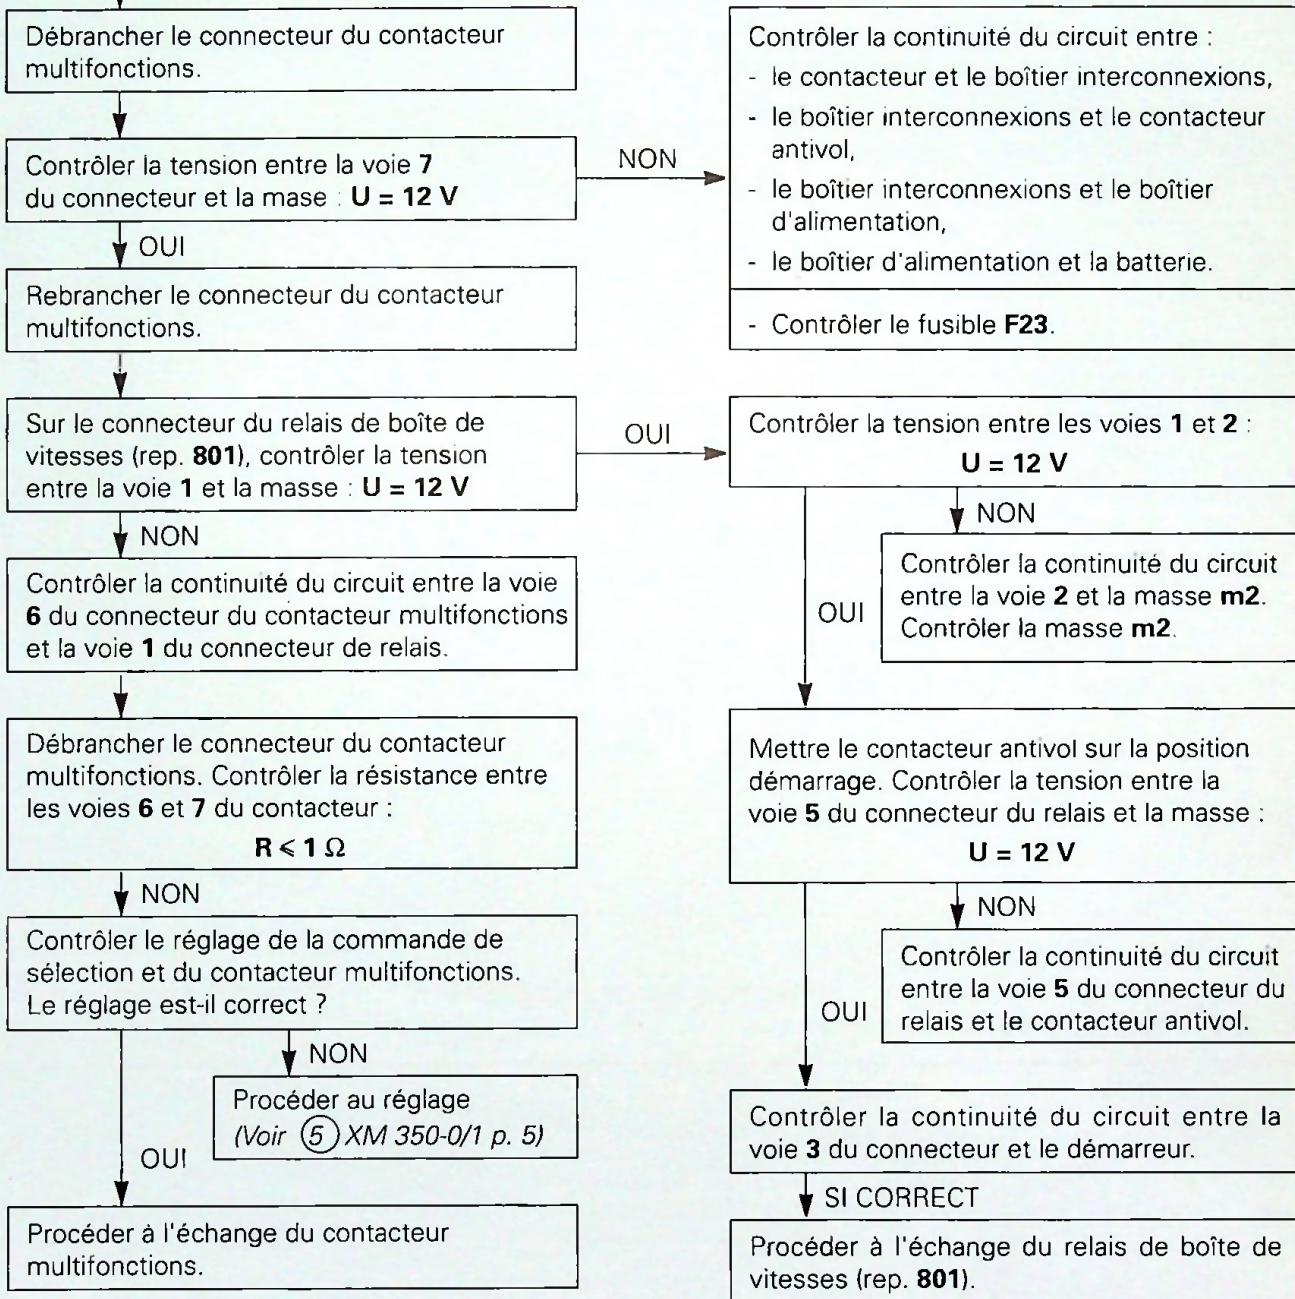 Débrancher le connecteur du contacteur
multifonctions.
Contrôler la tension entre la voie 7
du connecteur et la mase : U = 12 V
NON
Contrôler la continuité du circuit entre :
- le contacteur et le boîtier interconnexions,
- le boîtier interconnexions et le contacteur
antivol,
- le boîtier interconnexions et le boîtier
d'alimentation,
- le boîtier d'alimentation et la batterie.
- Contrôler le fusible F23.
OUI
Rebrancher le connecteur du contacteur
multifonctions.
Sur le connecteur du relais de boîte de
vitesses (rep. 801), contrôler la tension
entre la voie 1 et la masse : U = 12 V
OUI
Contrôler la tension entre les voies 1 et 2 :
U = 12 V
NON
Contrôler la continuité du circuit
entre la voie 2 et la masse m2.
Contrôler la masse m2.
OUI
NON
Contrôler la continuité du circuit entre la voie
6 du connecteur du contacteur multifonctions
et la voie 1 du connecteur de relais.
Débrancher le connecteur du contacteur
multifonctions. Contrôler la résistance entre
les voies 6 et 7 du contacteur :
R ⩽ 1 Ω
Mettre le contacteur antivol sur la position
démarrage. Contrôler la tension entre la
voie 5 du connecteur du relais et la masse :
U = 12 V
NON
Contrôler le réglage de la commande de
sélection et du contacteur multifonctions.
Le réglage est-il correct ?
NON
Contrôler la continuité du circuit
entre la voie 5 du connecteur du
relais et le contacteur antivol.
OUI
NON
Procéder au réglage
(Voir ⑤ XM 350-0/1 p. 5)
OUI
Contrôler la continuité du circuit entre la
voie 3 du connecteur et le démarreur.
SI CORRECT
Procéder à l'échange du contacteur
multifonctions.
Procéder à l'échange du relais de boîte de
vitesses (rep. 801).